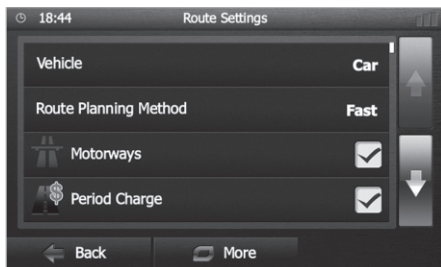 18:44 Route Settings
Vehicle Car
Route Planning Method Fast
Motorways
Period Charge
Back More